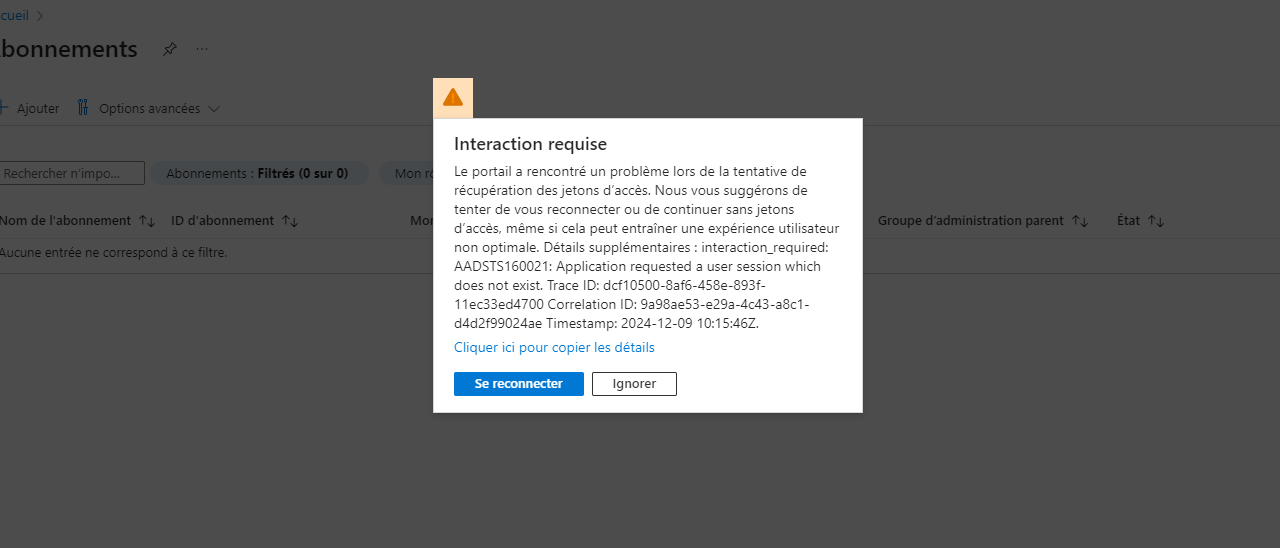 cueil
bonnements
Ajouter
Options avancées
Rechercher n'impo...
Abonnements : Filtrés (0 sur 0)
Mon r
Nom de l'abonnement
ID d'abonnement
Mon
Groupe d'administration parent
État
Aucune entrée ne correspond à ce filtre.
Interaction requise
Le portail a rencontré un problème lors de la tentative de
récupération des jetons d'accès. Nous vous suggérons de
tenter de vous reconnecter ou de continuer sans jetons
d'accès, même si cela peut entraîner une expérience utilisateur
non optimale. Détails supplémentaires : interaction_required:
AADSTS160021: Application requested a user session which
does not exist. Trace ID: dcf10500-8af6-458e-893f-
11ec33ed4700 Correlation ID: 9a98ae53-e29a-4c43-a8c1-
d4d2f99024ae Timestamp: 2024-12-09 10:15:46Z.
Cliquer ici pour copier les détails
Se reconnecter
Ignorer